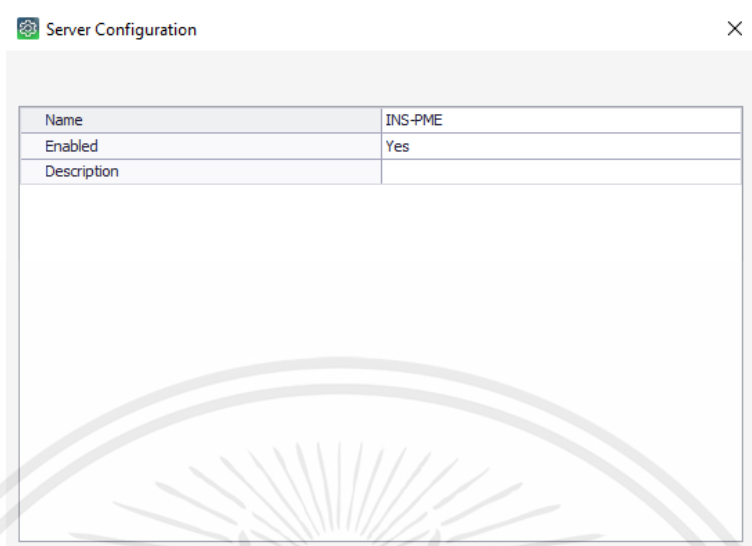 Server Configuration
Name INS-PME
Enabled Yes
Description